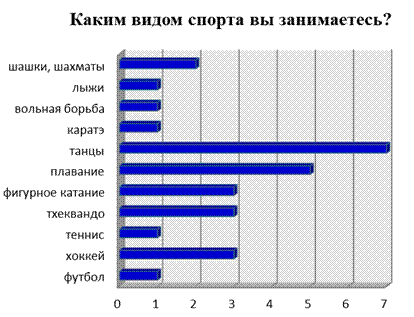 Каким видом спорта вы занимаетесь?
шашки, шахматы
лыжи
вольная борьба
каратэ
танцы
плавание
фигурное катание
тхеквандо
теннис
хоккей
футбол
0 1 2 3 4 5 6 7